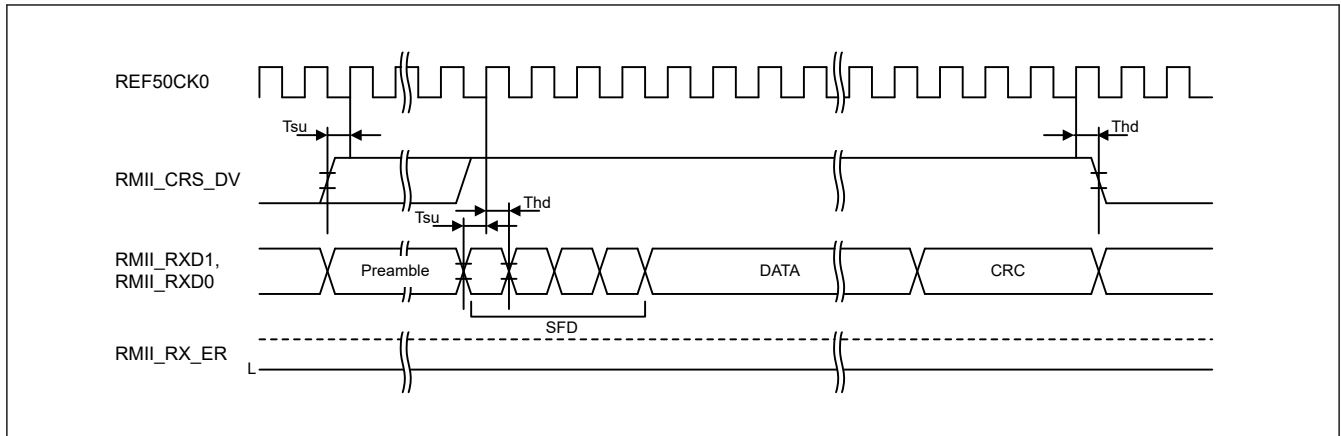 REF50CK0
Tsu
Thd
RMII_CRS_DV
Tsu
Thd
RMII_RXD1,
RMII_RXD0
Preamble
DATA
CRC
SFD
RMII_RX_ER
L